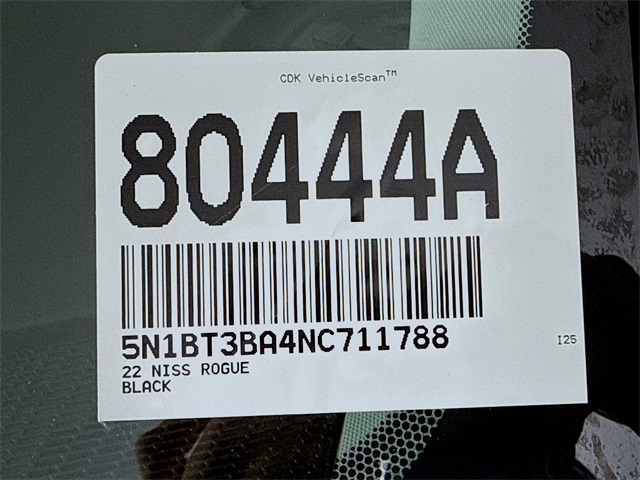 CDK VehicleScan™
80444A
5N1BT3BA4NC711788
22 NISS ROGUE
BLACK
I25